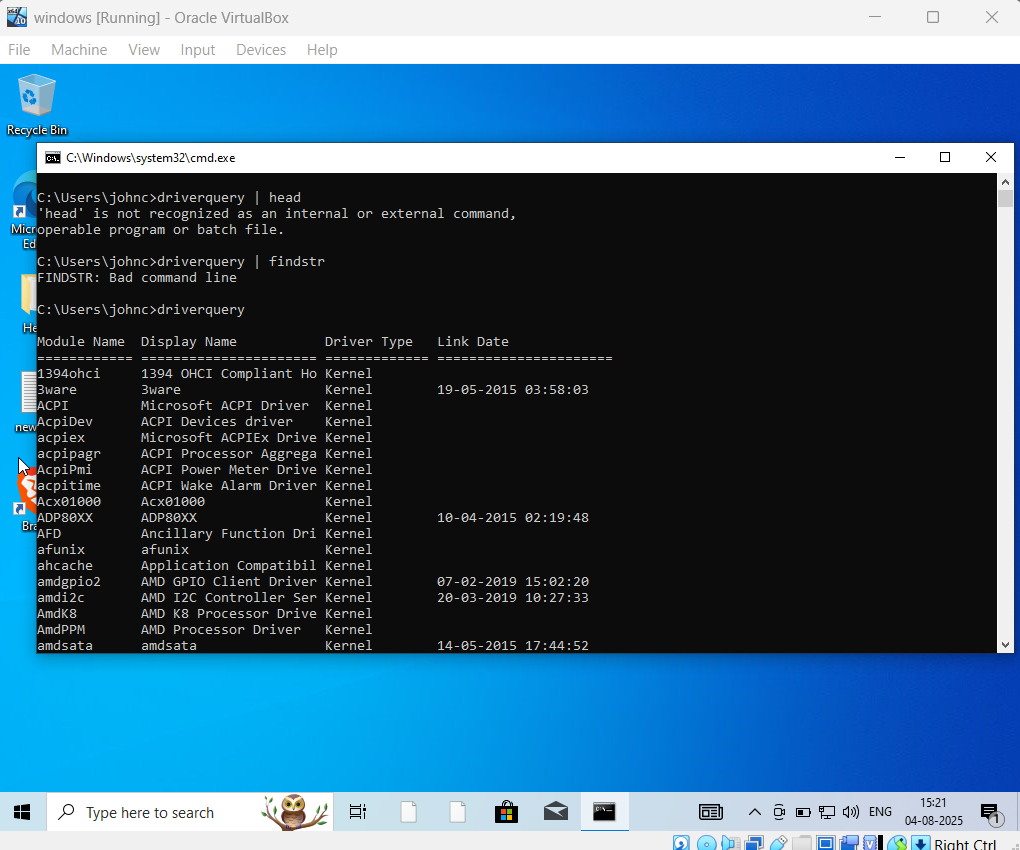 windows [Running] - Oracle VirtualBox
File Machine View Input Devices Help
Recycle Bin
C:\Windows\system32\cmd.exe
C:\Users\johnc>driverquery | head
'head' is not recognized as an internal or external command,
operable program or batch file.
C:\Users\johnc>driverquery | findstr
FINDSTR: Bad command line
C:\Users\johnc>driverquery
Module Name Display Name Driver Type Link Date
============ ====================== ============= ======================
1394ohci 1394 OHCI Compliant Ho Kernel
3ware 3ware Kernel 19-05-2015 03:58:03
ACPI Microsoft ACPI Driver Kernel
AcpiDev ACPI Devices driver Kernel
acpiex Microsoft ACPIEx Drive Kernel
acpipagr ACPI Processor Aggrega Kernel
AcpiPmi ACPI Power Meter Drive Kernel
acpitime ACPI Wake Alarm Driver Kernel
Acx01000 Acx01000 Kernel
ADP80XX ADP80XX Kernel 10-04-2015 02:19:48
AFD Ancillary Function Dri Kernel
afunix afunix Kernel
ahcache Application Compatibil Kernel
amdgpio2 AMD GPIO Client Driver Kernel 07-02-2019 15:02:20
amdi2c AMD I2C Controller Ser Kernel 20-03-2019 10:27:33
AmdK8 AMD K8 Processor Drive Kernel
AmdPPM AMD Processor Driver Kernel
amdsata amdsata Kernel 14-05-2015 17:44:52
Micr
Ed
He
new
Bra
Type here to search
ENG
15:21
04-08-2025
1
Right Ctrl